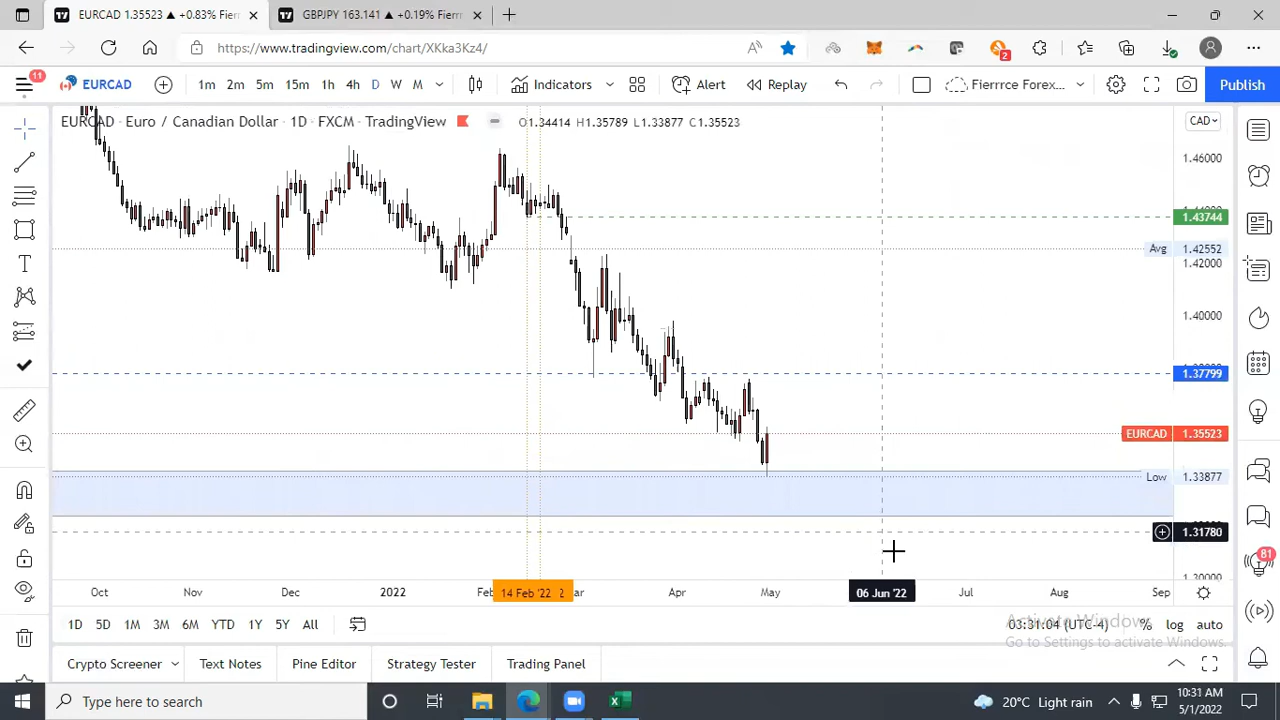 EURCAD 1.35523 ▲ +0.83% Fierrr
GBPJPY 163.141 ▲ +0.19% Fierrr
https://www.tradingview.com/chart/XKka3Kz4/
2
11
EURCAD
1m 2m 5m 15m 1h 4h D W M
Indicators
Alert
Replay
Fierrrce Forex...
Publish
EURCAD · Euro / Canadian Dollar · 1D · FXCM · TradingView
O1.34414 H1.35789 L1.33877 C1.35523
CAD
1.46000
1.43744
Avg 1.42552
1.42000
1.40000
1.37799
EURCAD 1.35523
Low 1.33877
1.31780
1.30000
Oct Nov Dec 2022 14 Feb '22 Apr May 06 Jun '22 Jul Aug Sep
81
1D 5D 1M 3M 6M YTD 1Y 5Y All
03:31:04 (UTC-4) % log auto
Activate Windows
Go to Settings to activate Windows.
Crypto Screener Text Notes Pine Editor Strategy Tester Trading Panel
Type here to search
20°C Light rain
10:31 AM
5/1/2022